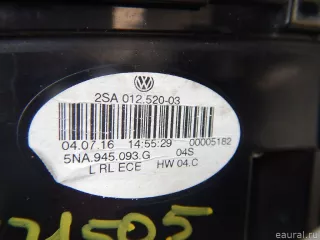 2SA 012.520-03
04.07.16 14:55:29 00005182
5NA.945.093.G 04S
L RL ECE HW 04.C
71505
© eaural.ru